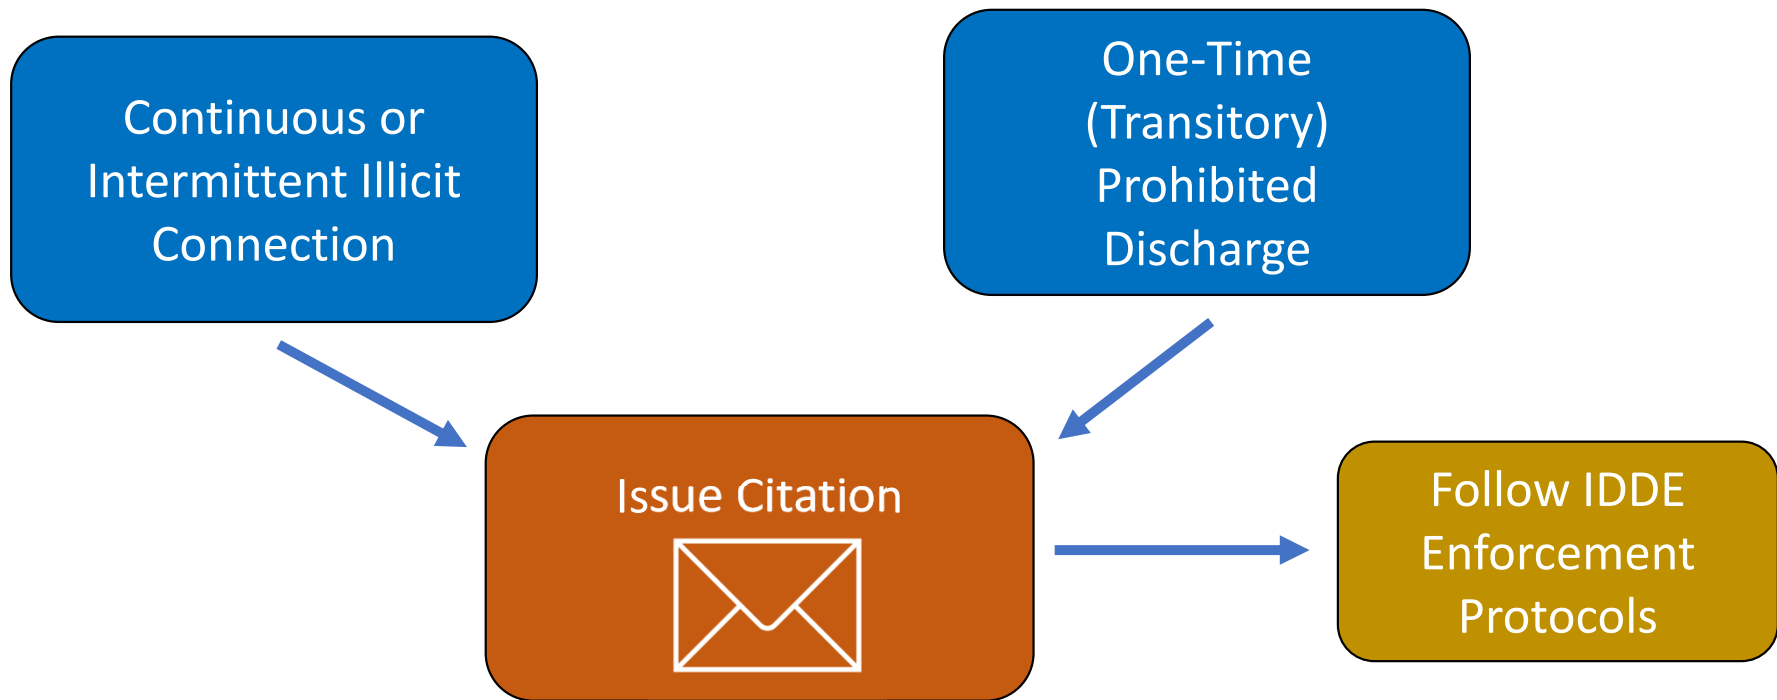 Continuous or
Intermittent Illicit
Connection
One-Time
(Transitory)
Prohibited
Discharge
Issue Citation
Follow IDDE
Enforcement
Protocols